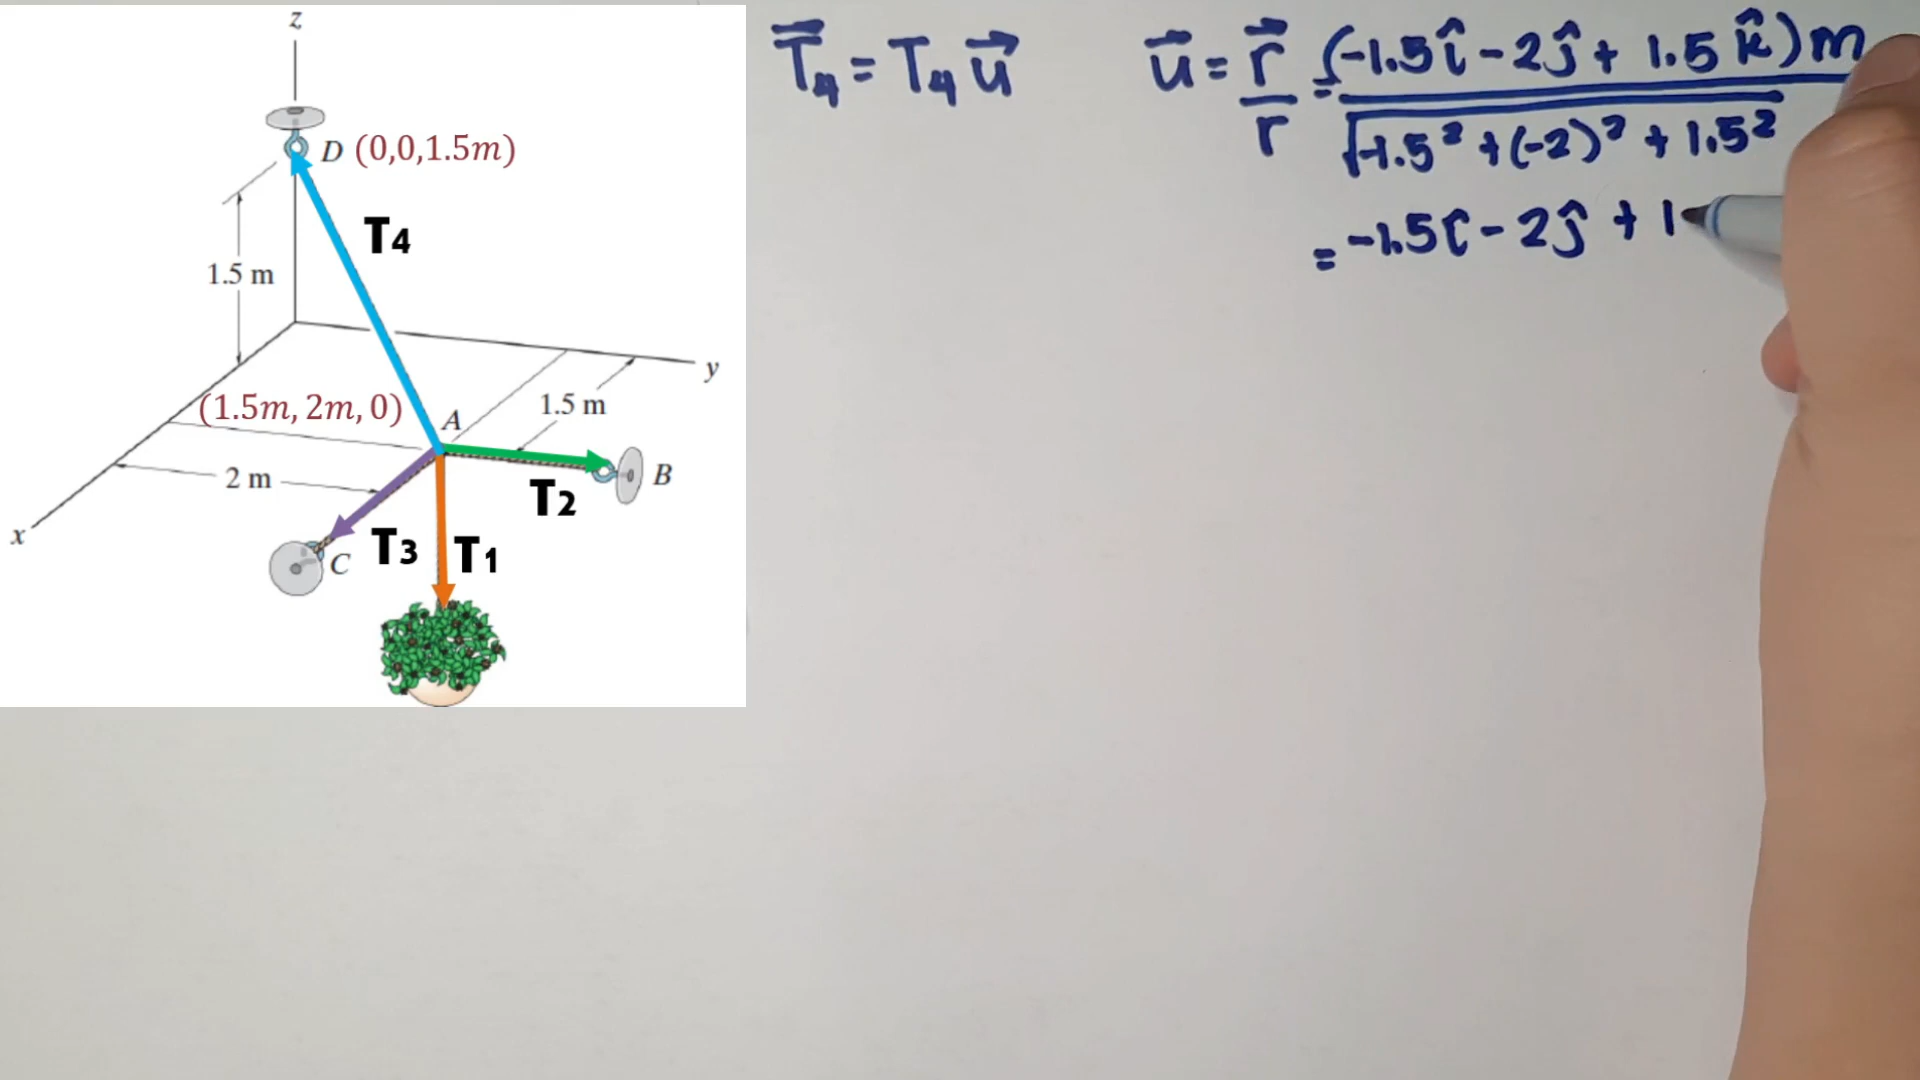 z
D (0,0,1.5m)
T4
1.5 m
y
(1.5m, 2m, 0)
A
1.5 m
2 m
B
T2
x
T3
T1
C
T⃗4 = T4 u⃗
u⃗ = r⃗/r = (-1.5î - 2ĵ + 1.5k̂)m / √-1.5² + (-2)² + 1.5²
= -1.5î - 2ĵ + 1